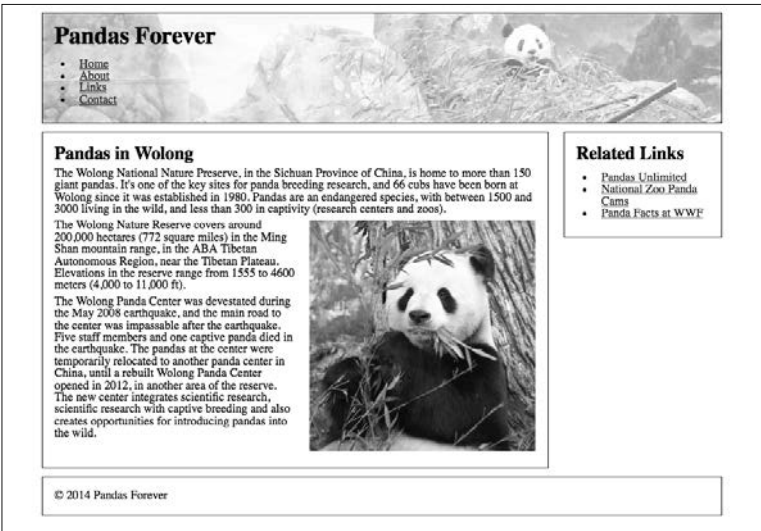 Pandas Forever
Home
About
Links
Contact
Pandas in Wolong
The Wolong National Nature Preserve, in the Sichuan Province of China, is home to more than 150
giant pandas. It's one of the key sites for panda breeding research, and 66 cubs have been born at
Wolong since it was established in 1980. Pandas are an endangered species, with between 1500 and
3000 living in the wild, and less than 300 in captivity (research centers and zoos).
The Wolong Nature Reserve covers around
200,000 hectares (772 square miles) in the Ming
Shan mountain range, in the ABA Tibetan
Autonomous Region, near the Tibetan Plateau.
Elevations in the reserve range from 1555 to 4600
meters (4,000 to 11,000 ft).
The Wolong Panda Center was devestated during
the May 2008 earthquake, and the main road to
the center was impassable after the earthquake.
Five staff members and one captive panda died in
the earthquake. The pandas at the center were
temporarily relocated to another panda center in
China, until a rebuilt Wolong Panda Center
opened in 2012, in another area of the reserve.
The new center integrates scientific research,
scientific research with captive breeding and also
creates opportunities for introducing pandas into
the wild.
Related Links
Pandas Unlimited
National Zoo Panda
Cams
Panda Facts at WWF
© 2014 Pandas Forever